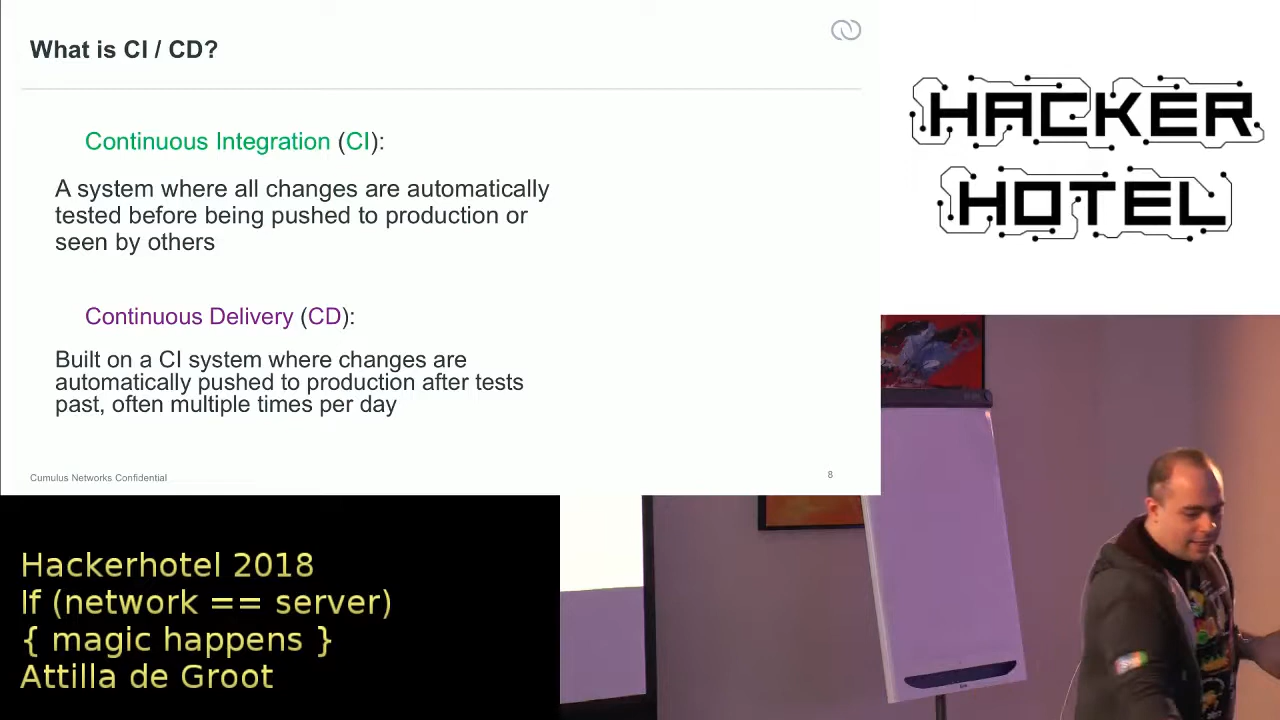 What is CI / CD?
Continuous Integration (CI):
A system where all changes are automatically
tested before being pushed to production or
seen by others
Continuous Delivery (CD):
Built on a CI system where changes are
automatically pushed to production after tests
past, often multiple times per day
Cumulus Networks Confidential
8
HACKER
HOTEL
Hackerhotel 2018
If (network == server)
{ magic happens }
Attilla de Groot